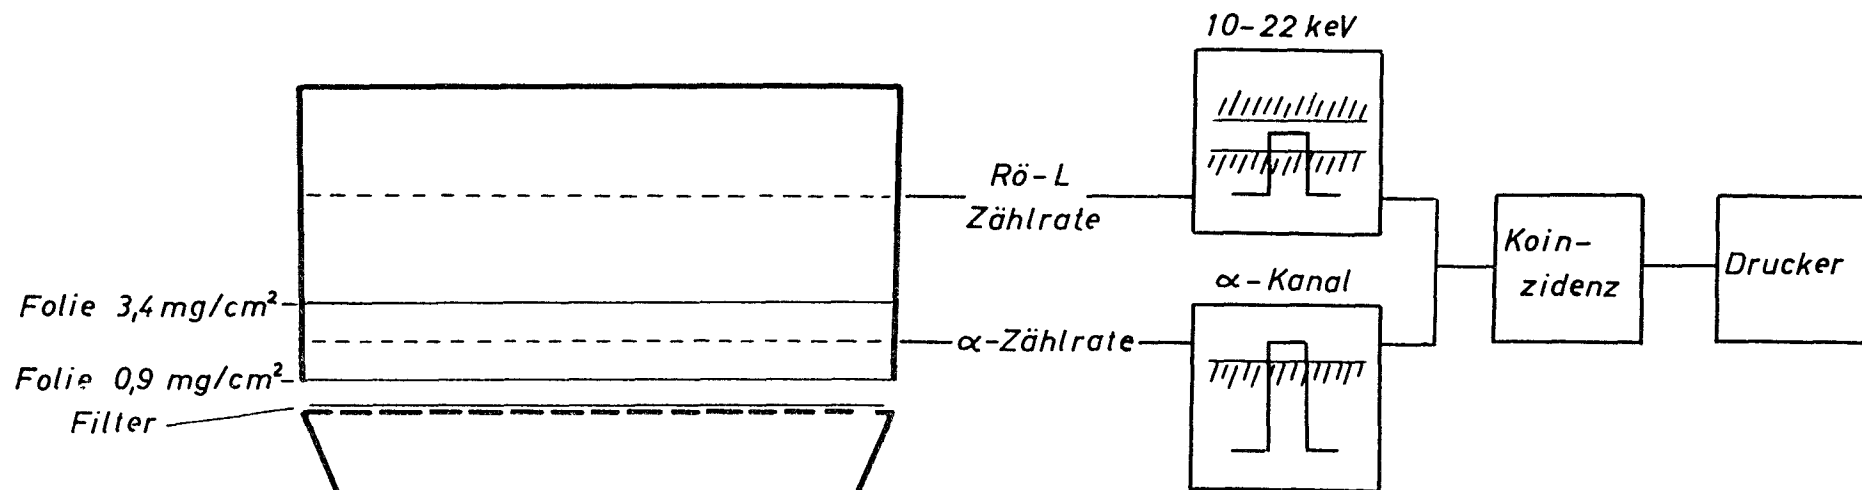 10-22 keV
Rö-L
Zählrate
Koin-
zidenz
Drucker
α-Kanal
Folie 3,4 mg/cm²
α-Zählrate
Folie 0,9 mg/cm²
Filter